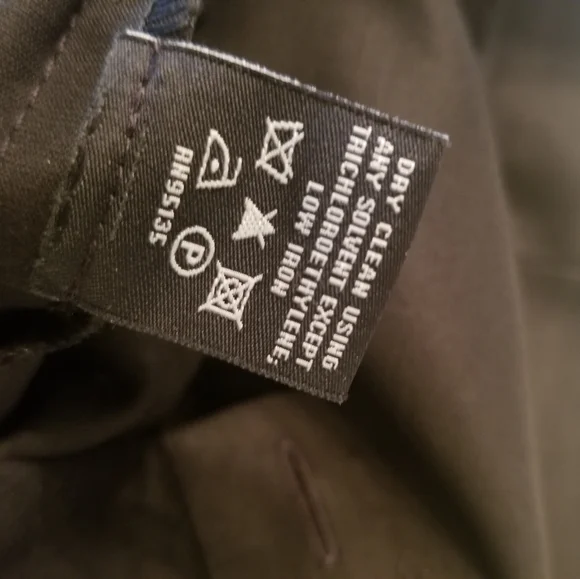 DRY CLEAN USING
ANY SOLVENT EXCEPT
TRICHLOROETHYLENE;
LOW IRON
P
RN95135